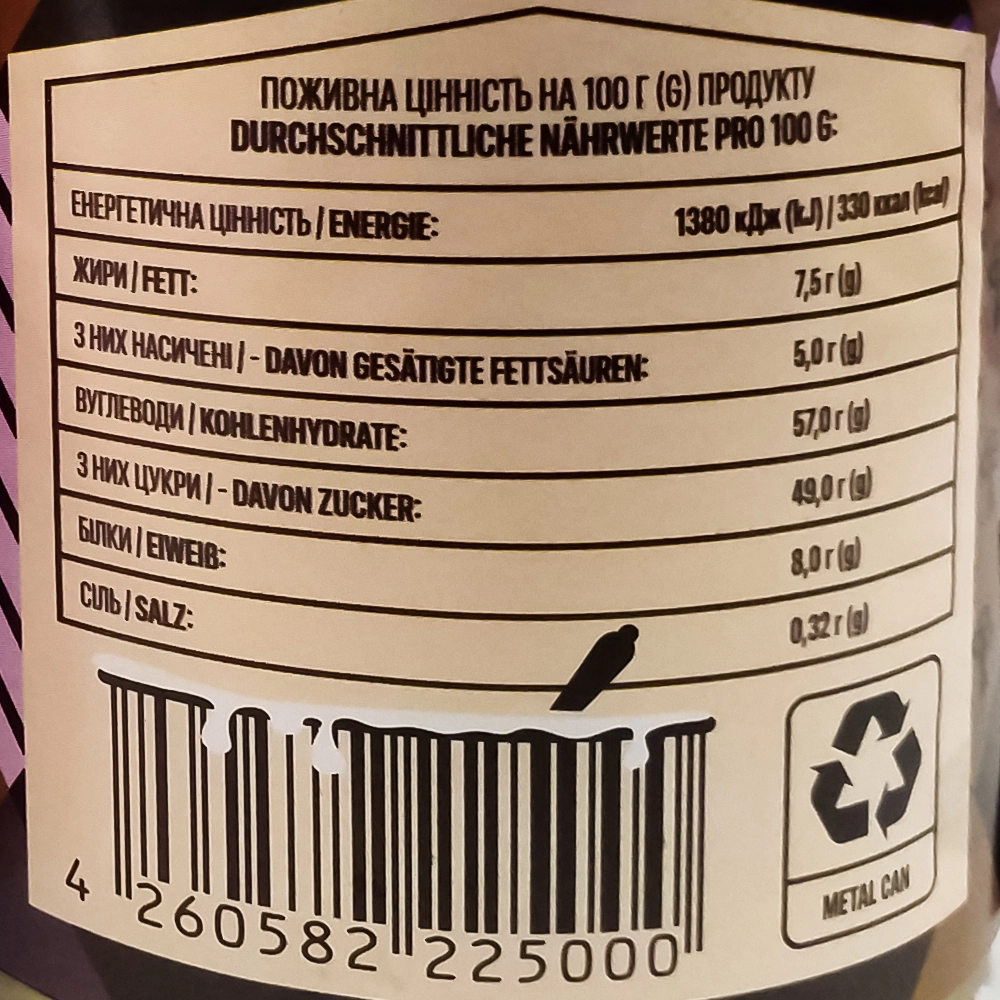 ПОЖИВНА ЦІННІСТЬ НА 100 Г (G) ПРОДУКТУ
DURCHSCHNITTLICHE NÄHRWERTE PRO 100 G:
ЕНЕРГЕТИЧНА ЦІННІСТЬ / ENERGIE: 1380 кДж (kJ) / 330 ккал (kcal)
ЖИРИ / FETT: 7,5 г (g)
З НИХ НАСИЧЕНІ / - DAVON GESÄTIGTE FETTSÄUREN: 5,0 г (g)
ВУГЛЕВОДИ / KOHLENHYDRATE: 57,0 г (g)
З НИХ ЦУКРИ / - DAVON ZUCKER: 49,0 г (g)
БІЛКИ / EIWEIß: 8,0 г (g)
СІЛЬ / SALZ: 0,32 г (g)
METAL CAN
4 260582 225000